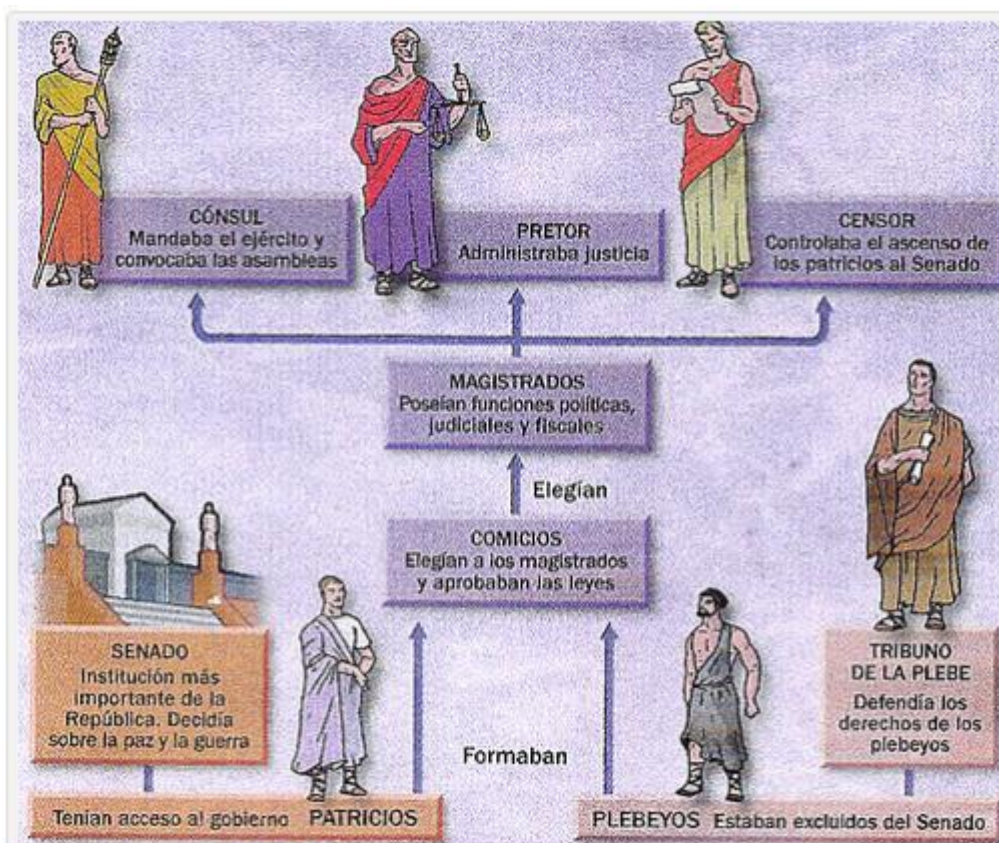 CÓNSUL
Mandaba el ejército y
convocaba las asambleas
PRETOR
Administraba justicia
CENSOR
Controlaba el ascenso de
los patricios al Senado
MAGISTRADOS
Poseían funciones políticas,
judiciales y fiscales
Elegían
COMICIOS
Elegían a los magistrados
y aprobaban las leyes
SENADO
Institución más
importante de la
República. Decidía
sobre la paz y la guerra
TRIBUNO
DE LA PLEBE
Defendía los
derechos de los
plebeyos
Formaban
Tenían acceso al gobierno PATRICIOS
PLEBEYOS Estaban excluidos del Senado